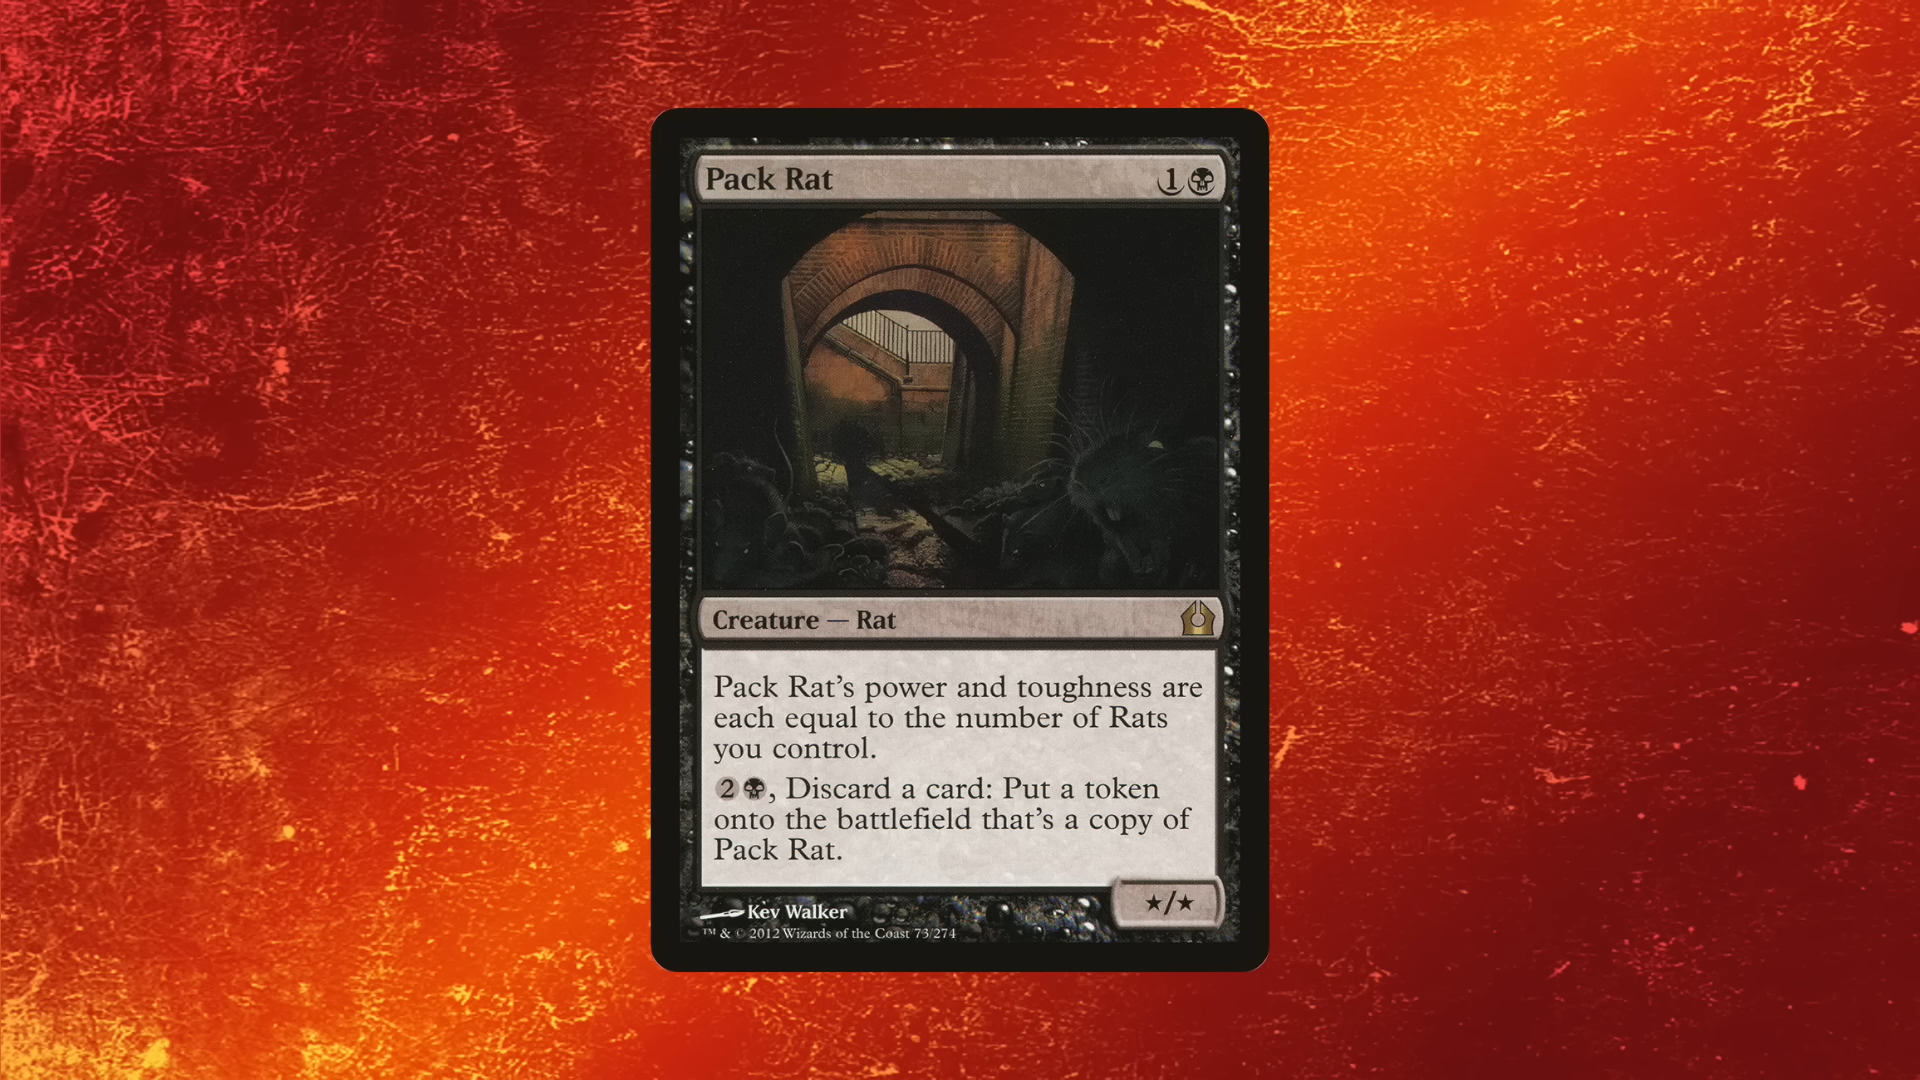 Pack Rat 1
Creature — Rat
Pack Rat's power and toughness are
each equal to the number of Rats
you control.
2, Discard a card: Put a token
onto the battlefield that's a copy of
Pack Rat.
★/★
Kev Walker
™ & © 2012 Wizards of the Coast 73/274